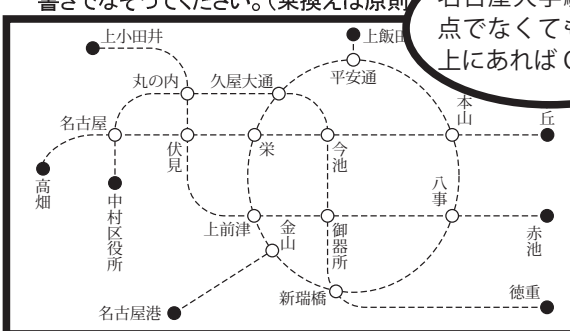 書きでなぞってください。(乗換えは原則
名古屋大学
点でなくても
上にあれば
上小田井
上飯田
丸の内
久屋大通
平安通
本山
丘
名古屋
伏見
栄
今池
八事
高畑
中村区役所
上前津
金山
御器所
赤池
新瑞橋
徳重
名古屋港